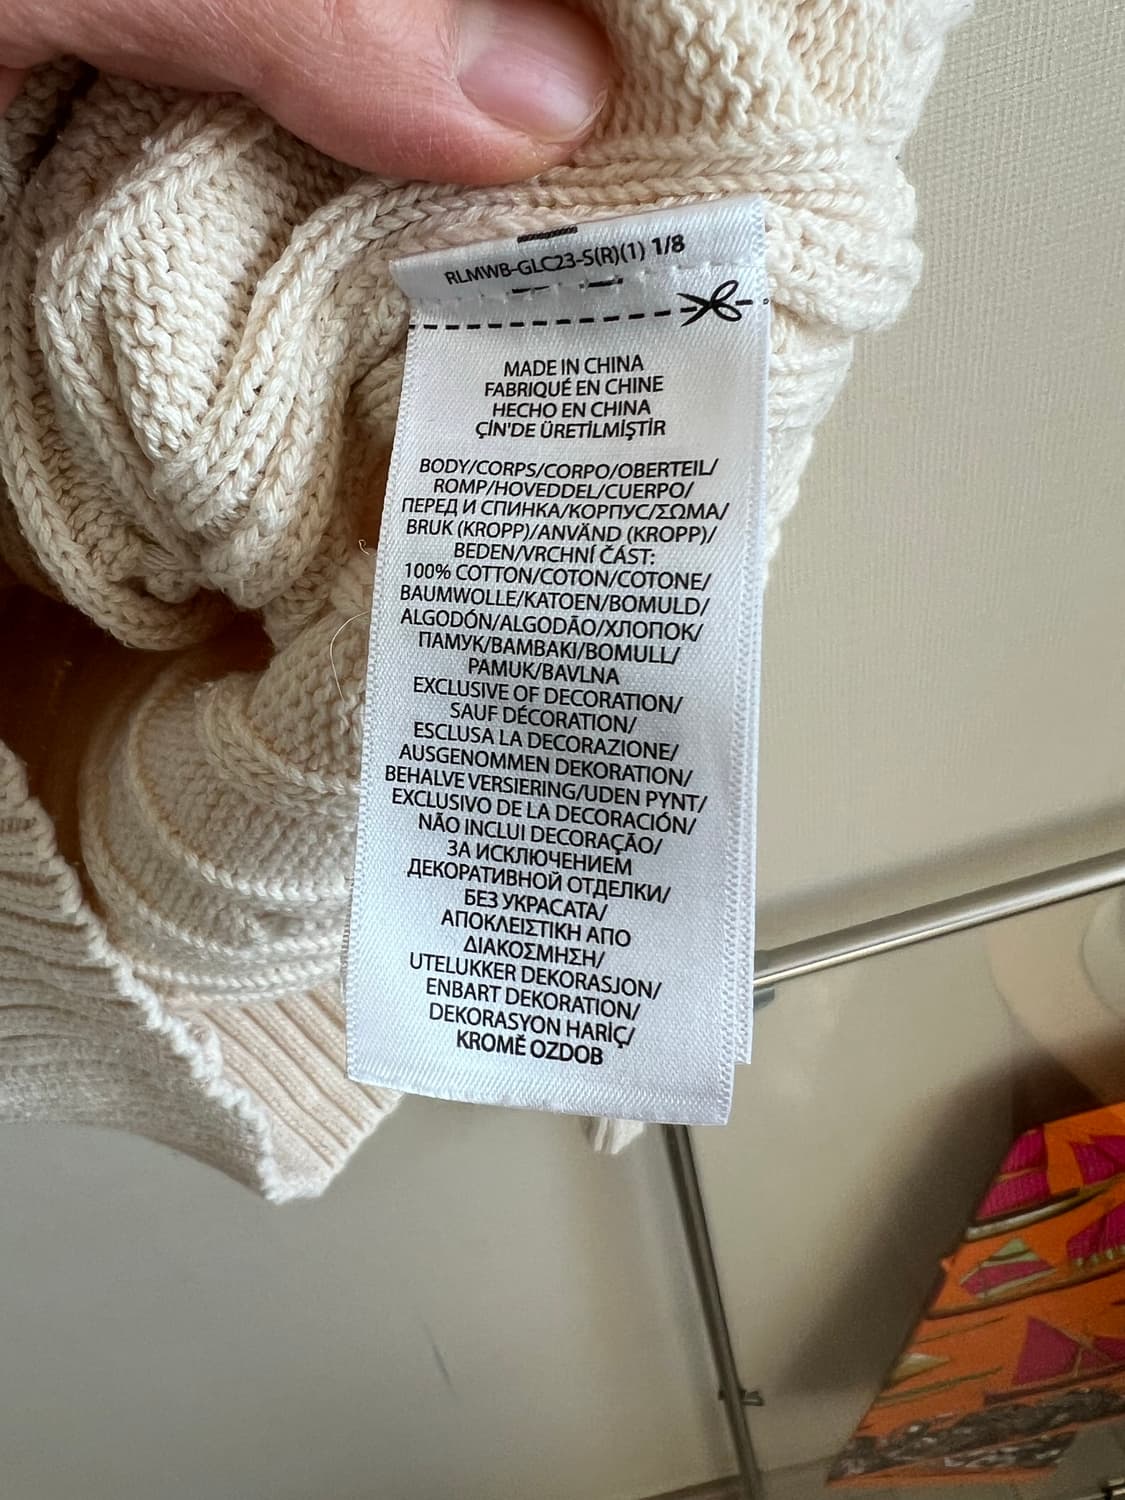 RLMWB-GLC23-S(R)(1) 1/8
MADE IN CHINA
FABRIQUÉ EN CHINE
HECHO EN CHINA
ÇİN'DE ÜRETİLMİŞTİR
BODY/CORPS/CORPO/OBERTEIL/
ROMP/HOVEDDEL/CUERPO/
ПЕРЕД И СПИНКА/КОРПУС/ΣΩΜΑ/
BRUK (KROPP)/ANVÄND (KROPP)/
BEDEN/VRCHNÍ ČÁST:
100% COTTON/COTON/COTONE/
BAUMWOLLE/KATOEN/BOMULD/
ALGODÓN/ALGODÃO/ХЛОПОК/
ПАМУК/ΒΑΜΒΑΚΙ/BOMULL/
PAMUK/BAVLNA
EXCLUSIVE OF DECORATION/
SAUF DÉCORATION/
ESCLUSA LA DECORAZIONE/
AUSGENOMMEN DEKORATION/
BEHALVE VERSIERING/UDEN PYNT/
EXCLUSIVO DE LA DECORACIÓN/
NÃO INCLUI DECORAÇÃO/
ЗА ИСКЛЮЧЕНИЕМ
ДЕКОРАТИВНОЙ ОТДЕЛКИ/
БЕЗ УКРАСАТА/
ΑΠΟΚΛΕΙΣΤΙΚΗ ΑΠΟ
ΔΙΑΚΟΣΜΗΣΗ/
UTELUKKER DEKORASJON/
ENBART DEKORATION/
DEKORASYON HARİÇ/
KROMĚ OZDOB